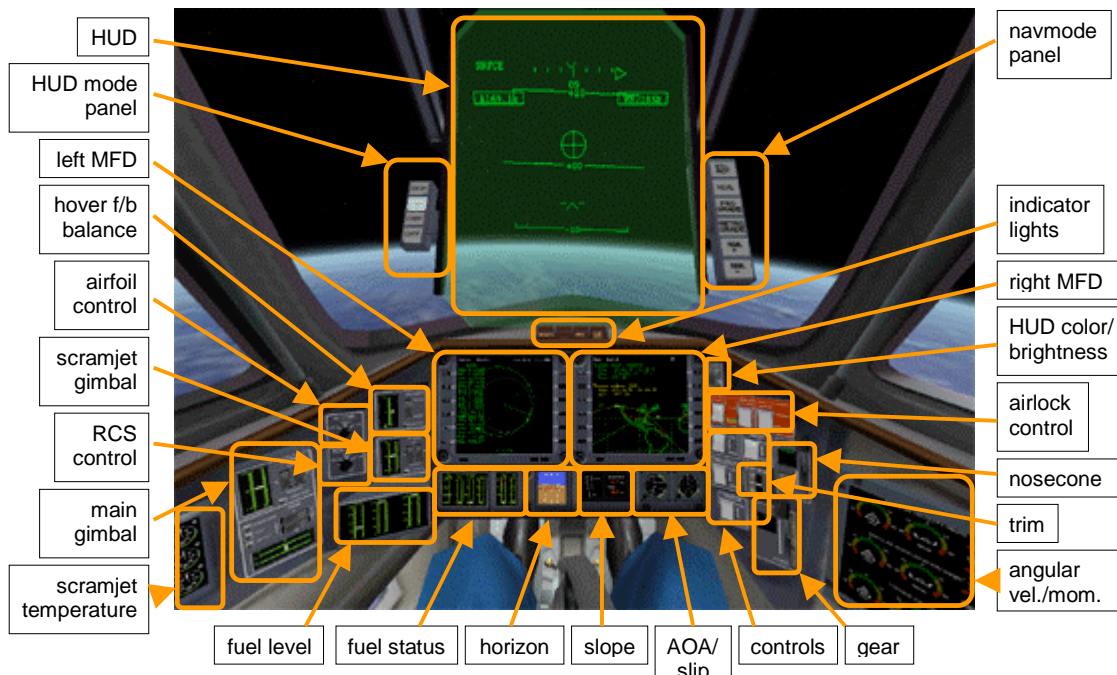 HUD
HUD mode
panel
left MFD
hover f/b
balance
airfoil
control
scramjet
gimbal
RCS
control
main
gimbal
scramjet
temperature
navmode
panel
indicator
lights
right MFD
HUD color/
brightness
airlock
control
nosecone
trim
angular
vel./mom.
fuel level
fuel status
horizon
slope
AOA/
slip
controls
gear